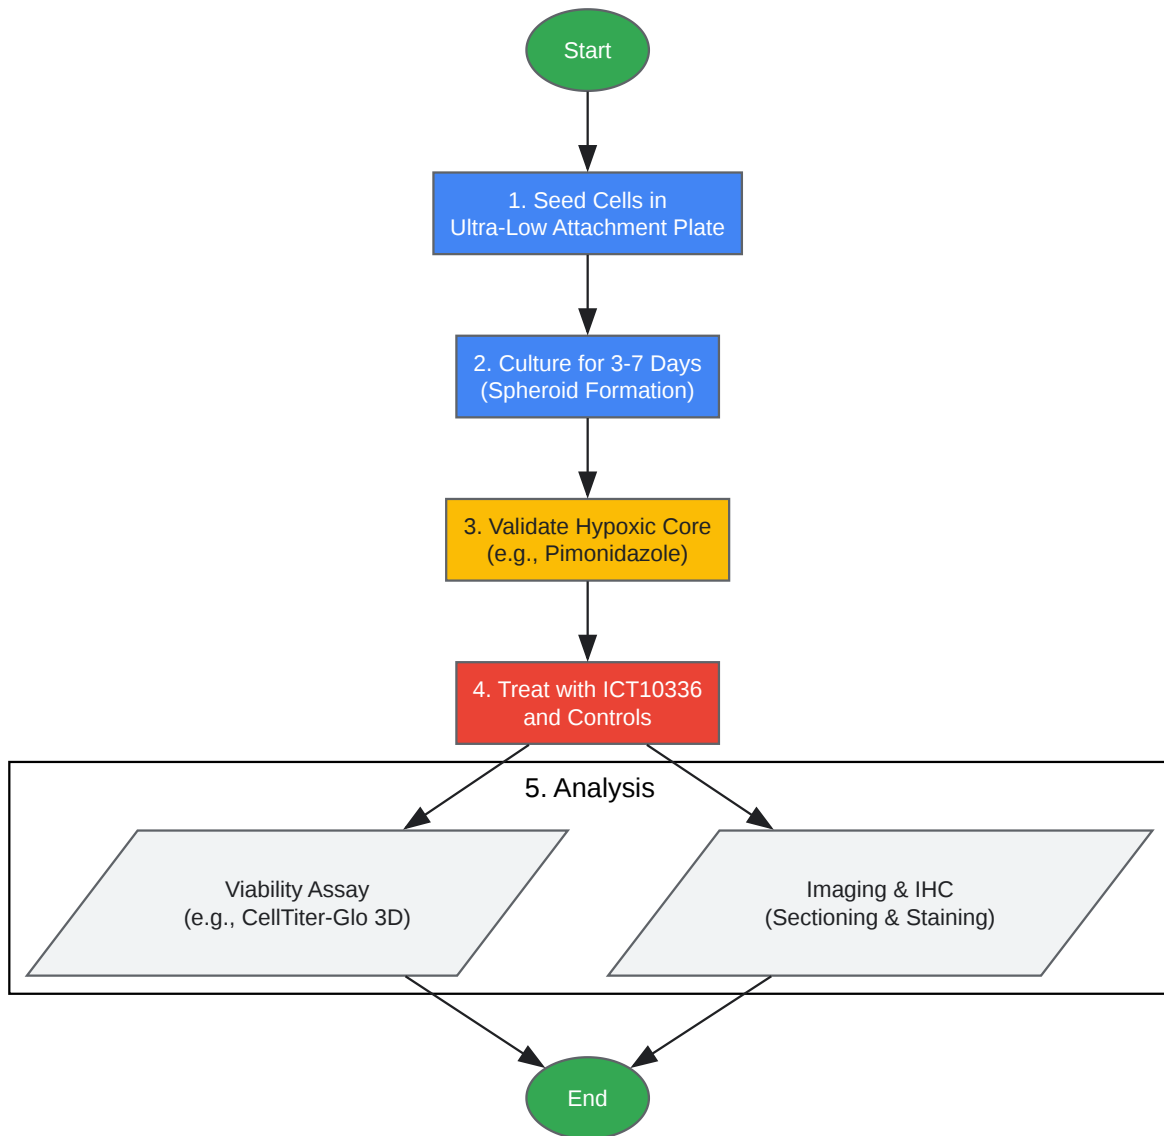 Start
1. Seed Cells in
Ultra-Low Attachment Plate
2. Culture for 3-7 Days
(Spheroid Formation)
3. Validate Hypoxic Core
(e.g., Pimonidazole)
4. Treat with ICT10336
and Controls
5. Analysis
Viability Assay
(e.g., CellTiter-Glo 3D)
Imaging & IHC
(Sectioning & Staining)
End